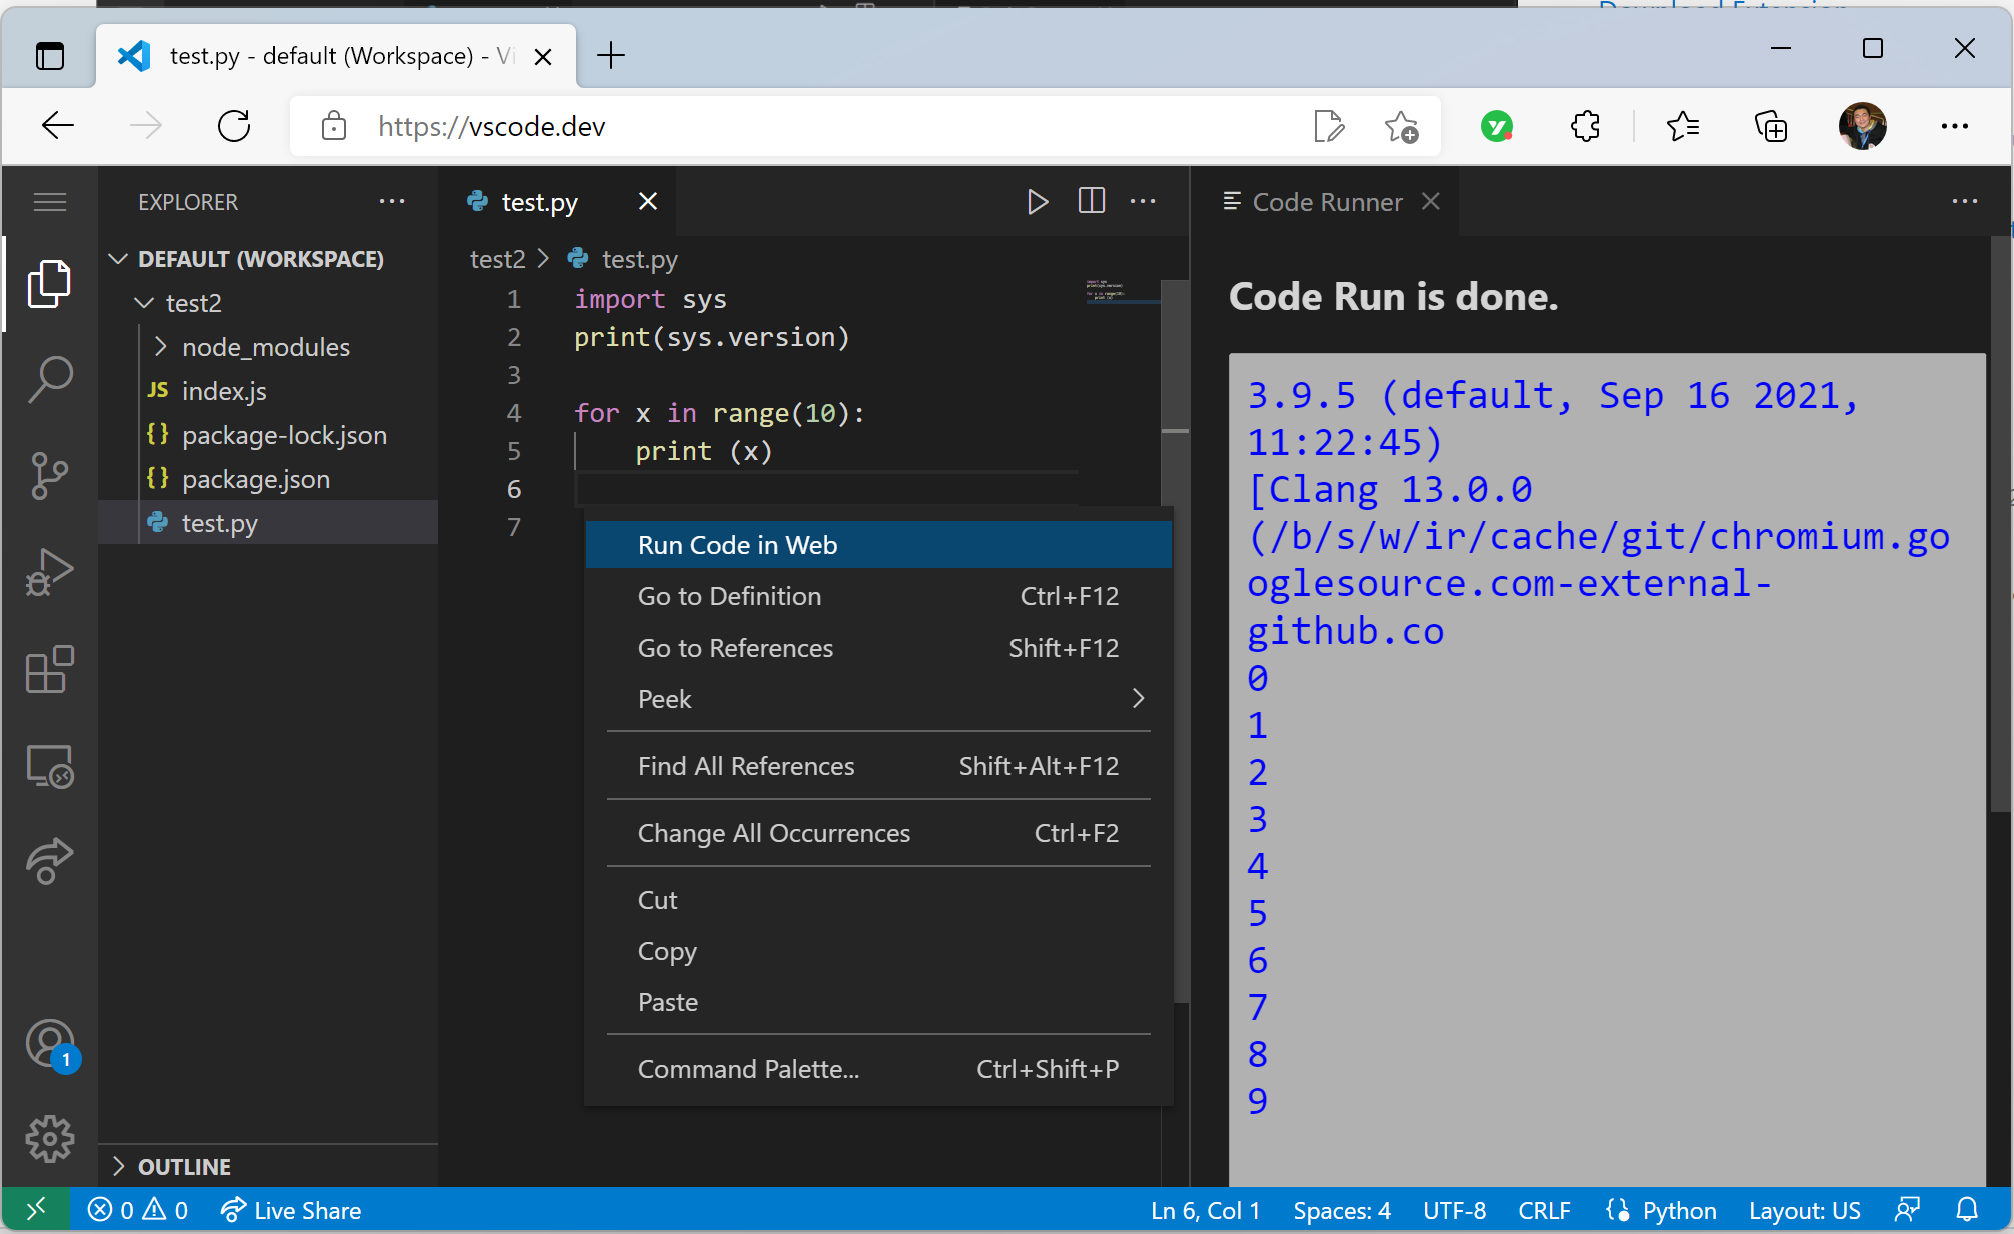 Download Extension
test.py - default (Workspace) - Vi
https://vscode.dev
EXPLORER
DEFAULT (WORKSPACE)
test2
node_modules
JS index.js
{ } package-lock.json
{ } package.json
test.py
OUTLINE
test.py
test2 > test.py
1 import sys
2 print(sys.version)
3
4 for x in range(10):
5 print (x)
6
7
Run Code in Web
Go to Definition Ctrl+F12
Go to References Shift+F12
Peek
Find All References Shift+Alt+F12
Change All Occurrences Ctrl+F2
Cut
Copy
Paste
Command Palette... Ctrl+Shift+P
Code Runner
Code Run is done.
3.9.5 (default, Sep 16 2021,
11:22:45)
[Clang 13.0.0
(/b/s/w/ir/cache/git/chromium.go
oglesource.com-external-
github.co
0
1
2
3
4
5
6
7
8
9
1
0 0 Live Share Ln 6, Col 1 Spaces: 4 UTF-8 CRLF Python Layout: US